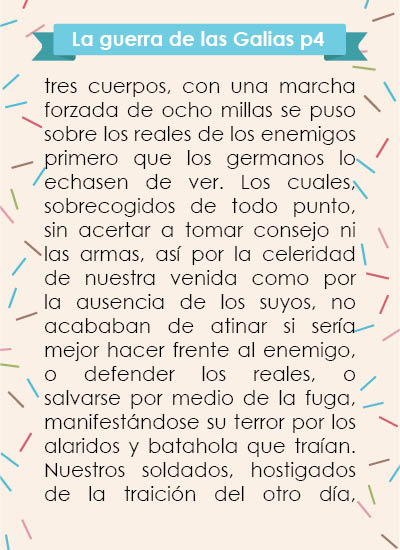 La guerra de las Galias p4
tres cuerpos, con una marcha
forzada de ocho millas se puso
sobre los reales de los enemigos
primero que los germanos lo
echasen de ver. Los cuales,
sobrecogidos de todo punto,
sin acertar a tomar consejo ni
las armas, así por la celeridad
de nuestra venida como por
la ausencia de los suyos, no
acababan de atinar si sería
mejor hacer frente al enemigo,
o defender los reales, o
salvarse por medio de la fuga,
manifestándose su terror por los
alaridos y batahola que traían.
Nuestros soldados, hostigados
de la traición del otro día,